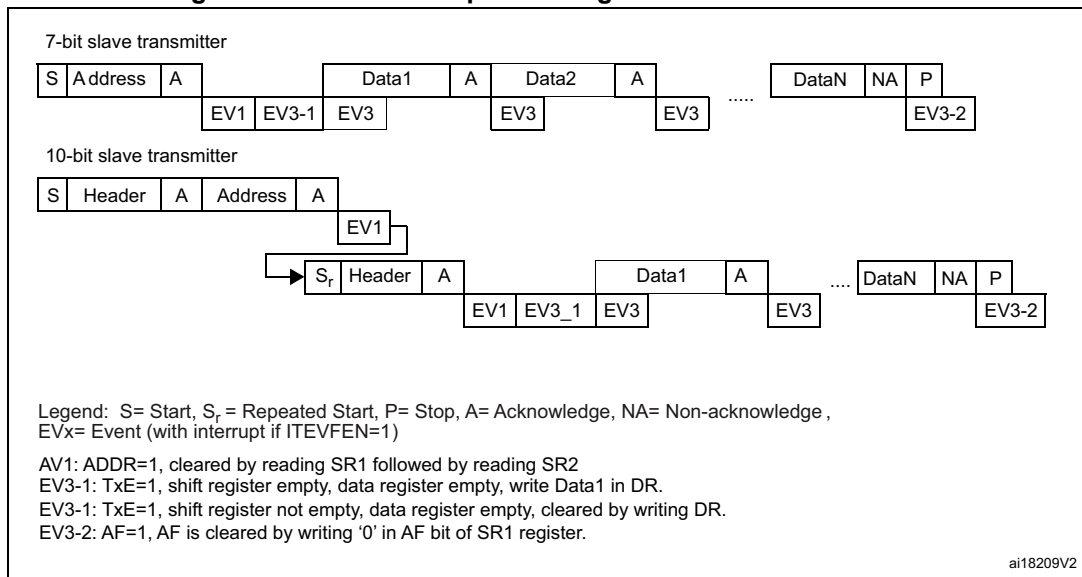 7-bit slave transmitter
S Address A Data1 A Data2 A ..... DataN NA P
EV1 EV3-1 EV3 EV3 EV3 EV3-2
10-bit slave transmitter
S Header A Address A
EV1
Sr Header A Data1 A .... DataN NA P
EV1 EV3_1 EV3 EV3 EV3-2
Legend: S= Start, Sr = Repeated Start, P= Stop, A= Acknowledge, NA= Non-acknowledge ,
EVx= Event (with interrupt if ITEVFEN=1)
AV1: ADDR=1, cleared by reading SR1 followed by reading SR2
EV3-1: TxE=1, shift register empty, data register empty, write Data1 in DR.
EV3-1: TxE=1, shift register not empty, data register empty, cleared by writing DR.
EV3-2: AF=1, AF is cleared by writing ‘0’ in AF bit of SR1 register.
ai18209V2